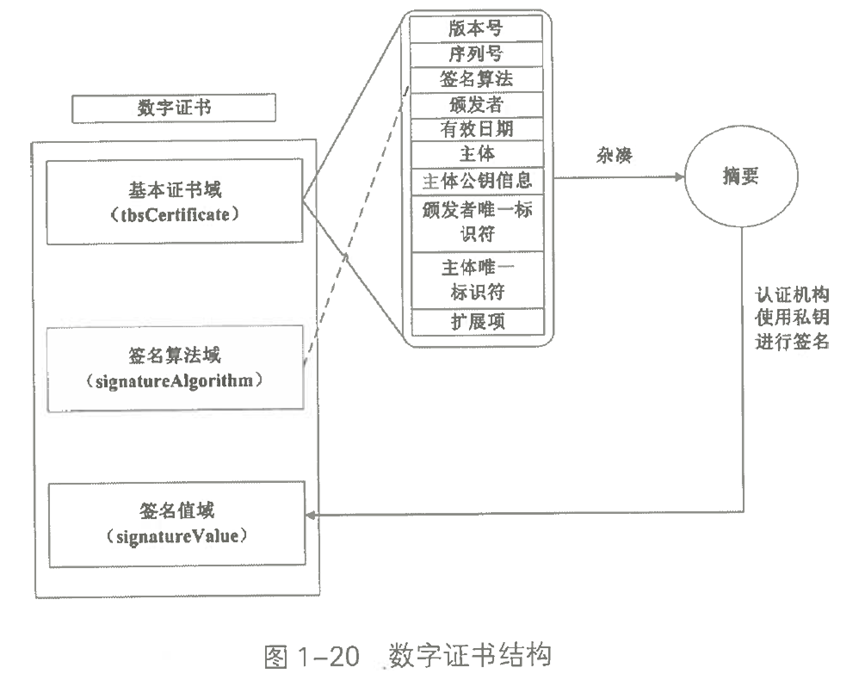 数字证书
基本证书域
（tbsCertificate）
签名算法域
（signatureAlgorithm）
签名值域
（signatureValue）
版本号
序列号
签名算法
颁发者
有效日期
主体
主体公钥信息
颁发者唯一标
识符
主体唯一
标识符
扩展项
杂凑
摘要
认证机构
使用私钥
进行签名
图 1-20 数字证书结构